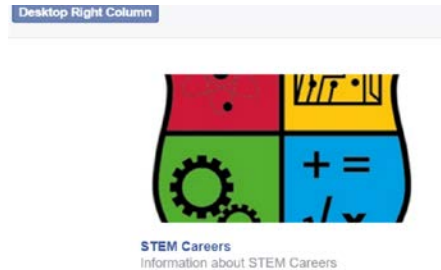 Desktop Right Column
+ =
√ x
STEM Careers
Information about STEM Careers